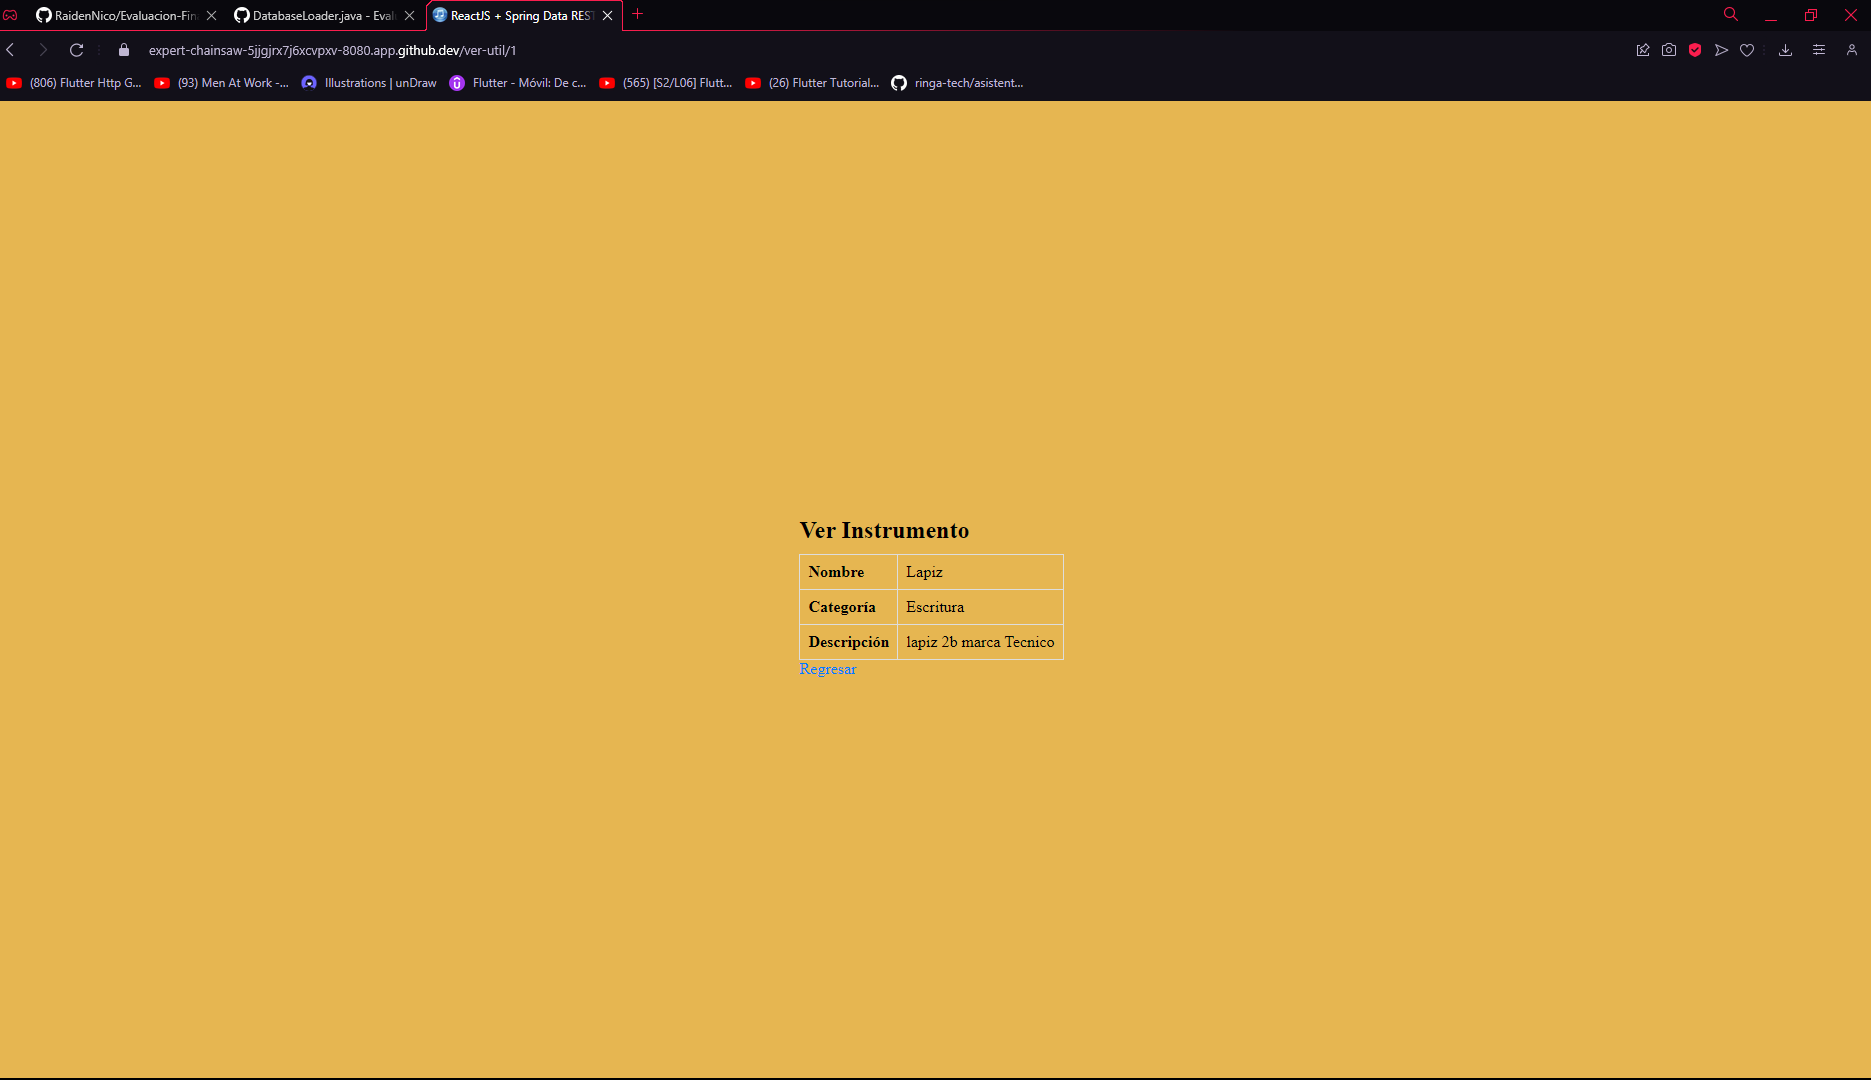 RaidenNico/Evaluacion-Fin
DatabaseLoader.java - Eval
ReactJS + Spring Data REST
expert-chainsaw-5jjgjrx7j6xcvpxv-8080.app.github.dev/ver-util/1
(806) Flutter Http G...
(93) Men At Work -...
Illustrations | unDraw
Flutter - Móvil: De c...
(565) [S2/L06] Flutt...
(26) Flutter Tutorial...
ringa-tech/asistent...
Ver Instrumento
Nombre Lapiz
Categoría Escritura
Descripción lapiz 2b marca Tecnico
Regresar